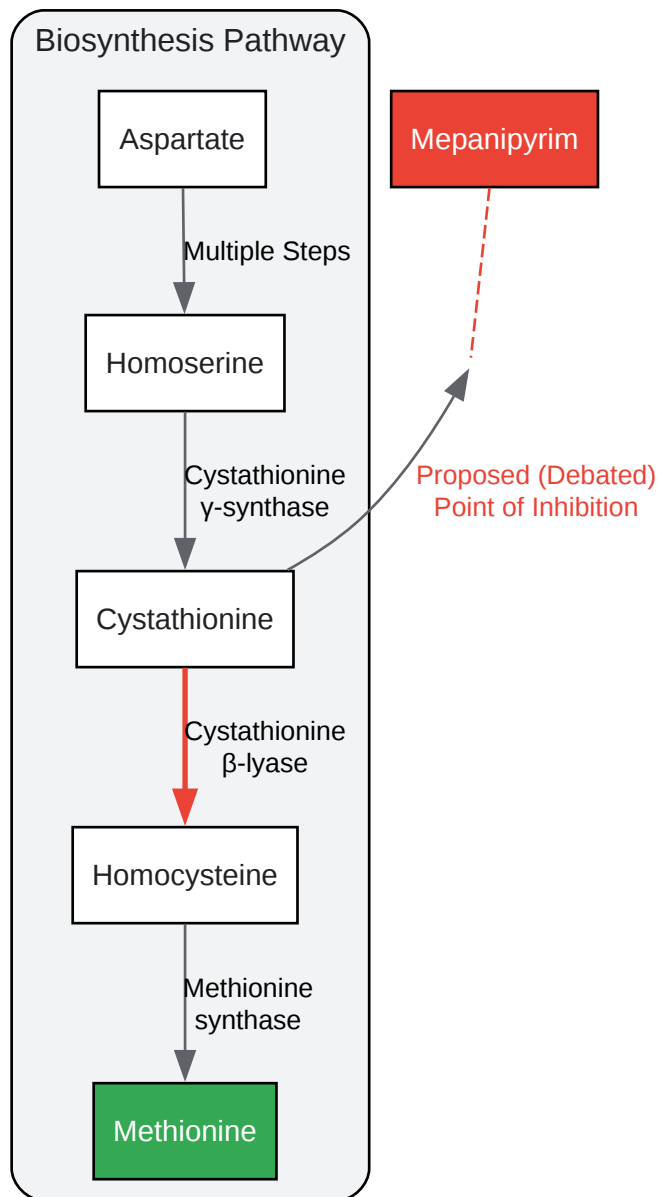 Biosynthesis Pathway
Aspartate
Mepanipyrim
Multiple Steps
Homoserine
Cystathionine
γ-synthase
Proposed (Debated)
Point of Inhibition
Cystathionine
Cystathionine
β-lyase
Homocysteine
Methionine
synthase
Methionine